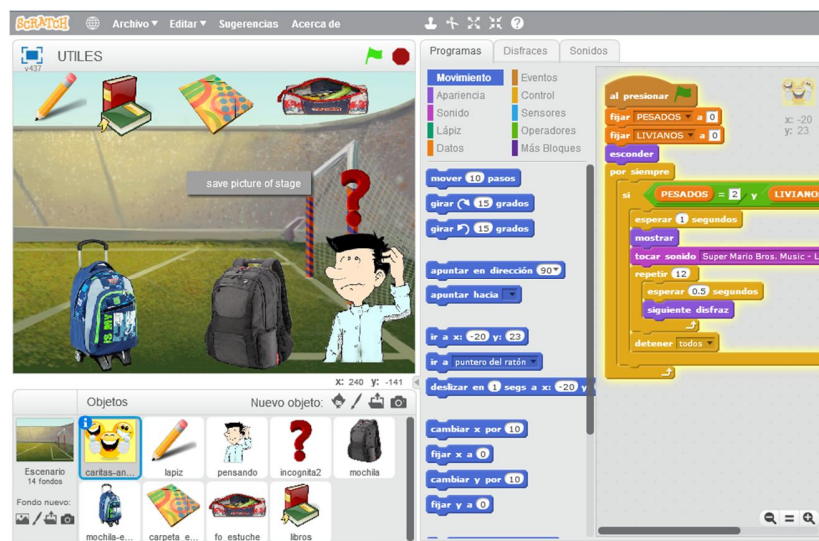 SCRATCH Archivo Editar Sugerencias Acerca de
UTILES
v437
save picture of stage
IS MY
X: 240 Y: -141
Objetos Nuevo objeto:
Escenario
14 fondos
Fondo nuevo:
caritas-an... lapiz pensando incognita2 mochila
mochila-e... carpeta_e... fo_estuche libros
Programas Disfraces Sonidos
Movimiento Eventos
Apariencia Control
Sonido Sensores
Lápiz Operadores
Datos Más Bloques
mover 10 pasos
girar 15 grados
girar 15 grados
apuntar en dirección 90
apuntar hacia
ir a x: -20 y: 23
ir a puntero del ratón
deslizar en 1 segs a x: -20 y
cambiar x por 10
fijar x a 0
cambiar y por 10
fijar y a 0
al presionar
fijar PESADOS a 0
fijar LIVIANOS a 0
esconder
por siempre
si PESADOS = 2 y LIVIANOS
esperar 1 segundos
mostrar
tocar sonido Super Mario Bros. Music - L
repetir 12
esperar 0.5 segundos
siguiente disfraz
detener todos
x: -20
y: 23